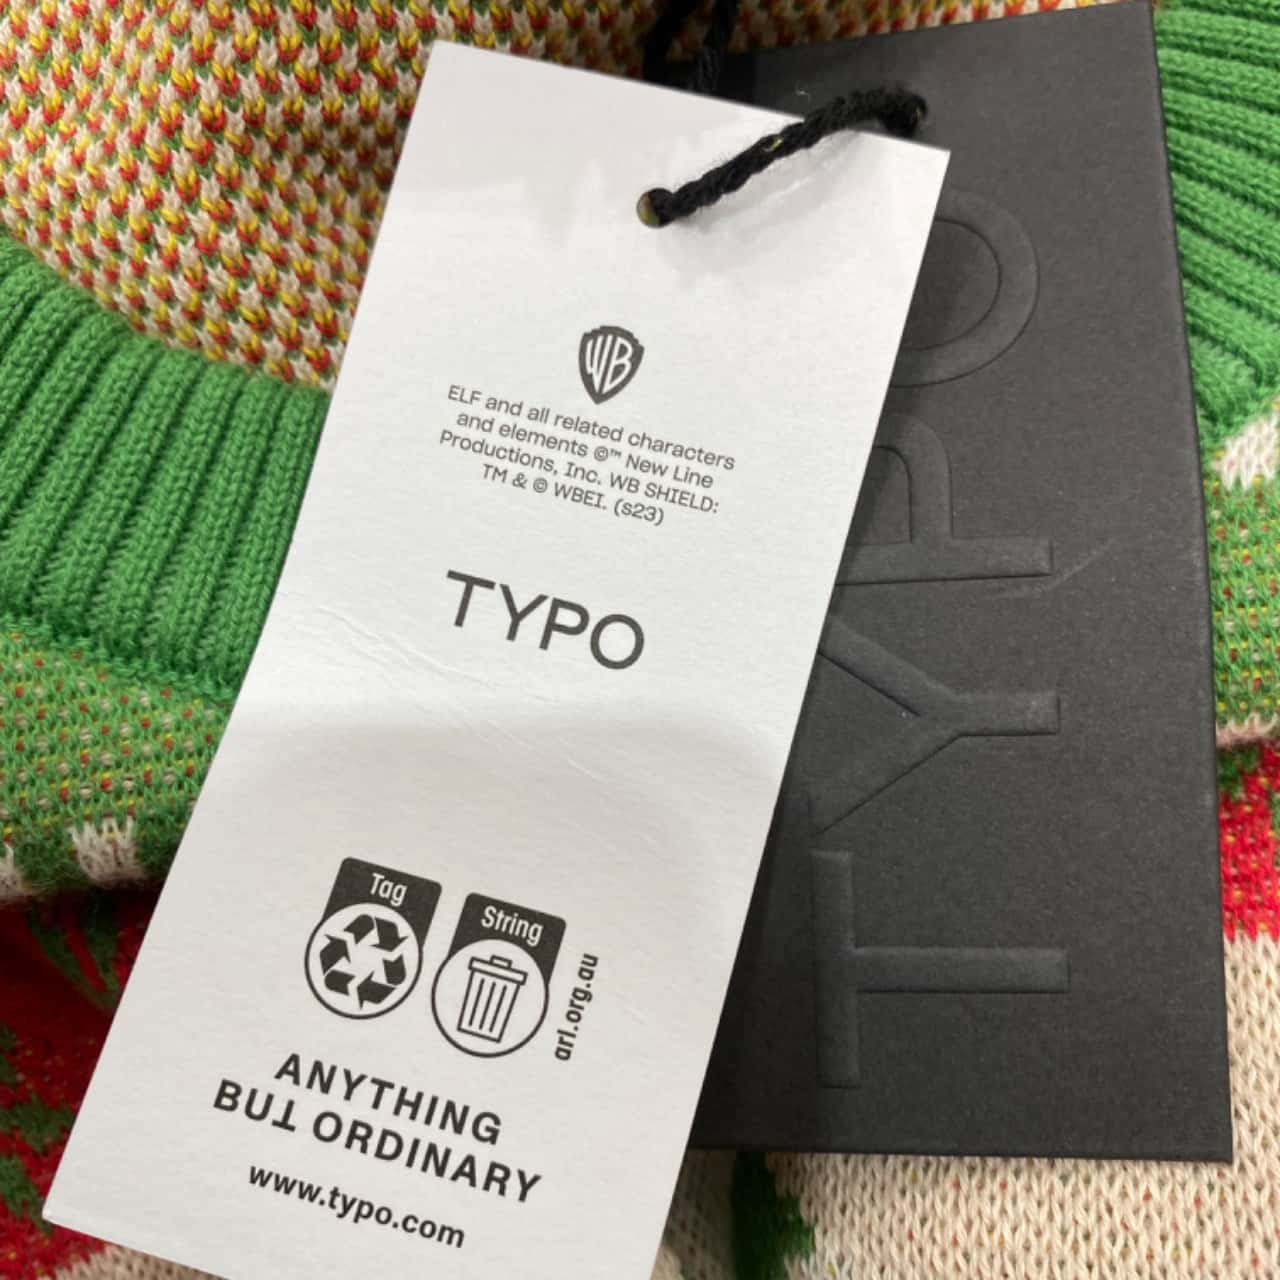 WB
ELF and all related characters
and elements ©™ New Line
Productions, Inc. WB SHIELD:
TM & © WBEI. (s23)
TYPO
Tag
String
arl.org.au
ANYTHING
BUT ORDINARY
www.typo.com
TYPO